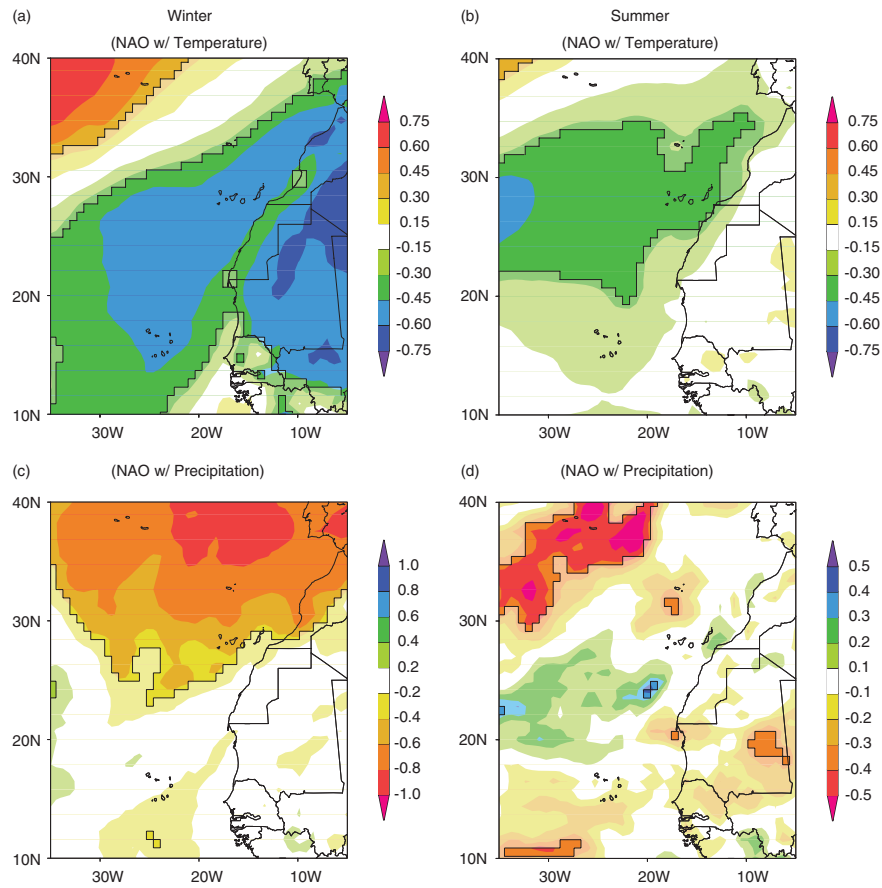 (a) Winter
(NAO w/ Temperature)
40N
30N
20N
10N
30W 20W 10W
0.75
0.60
0.45
0.30
0.15
-0.15
-0.30
-0.45
-0.60
-0.75
(b) Summer
(NAO w/ Temperature)
40N
30N
20N
10N
30W 20W 10W
0.75
0.60
0.45
0.30
0.15
-0.15
-0.30
-0.45
-0.60
-0.75
(c) (NAO w/ Precipitation)
40N
30N
20N
10N
30W 20W 10W
1.0
0.8
0.6
0.4
0.2
-0.2
-0.4
-0.6
-0.8
-1.0
(d) (NAO w/ Precipitation)
40N
30N
20N
10N
30W 20W 10W
0.5
0.4
0.3
0.2
0.1
-0.1
-0.2
-0.3
-0.4
-0.5